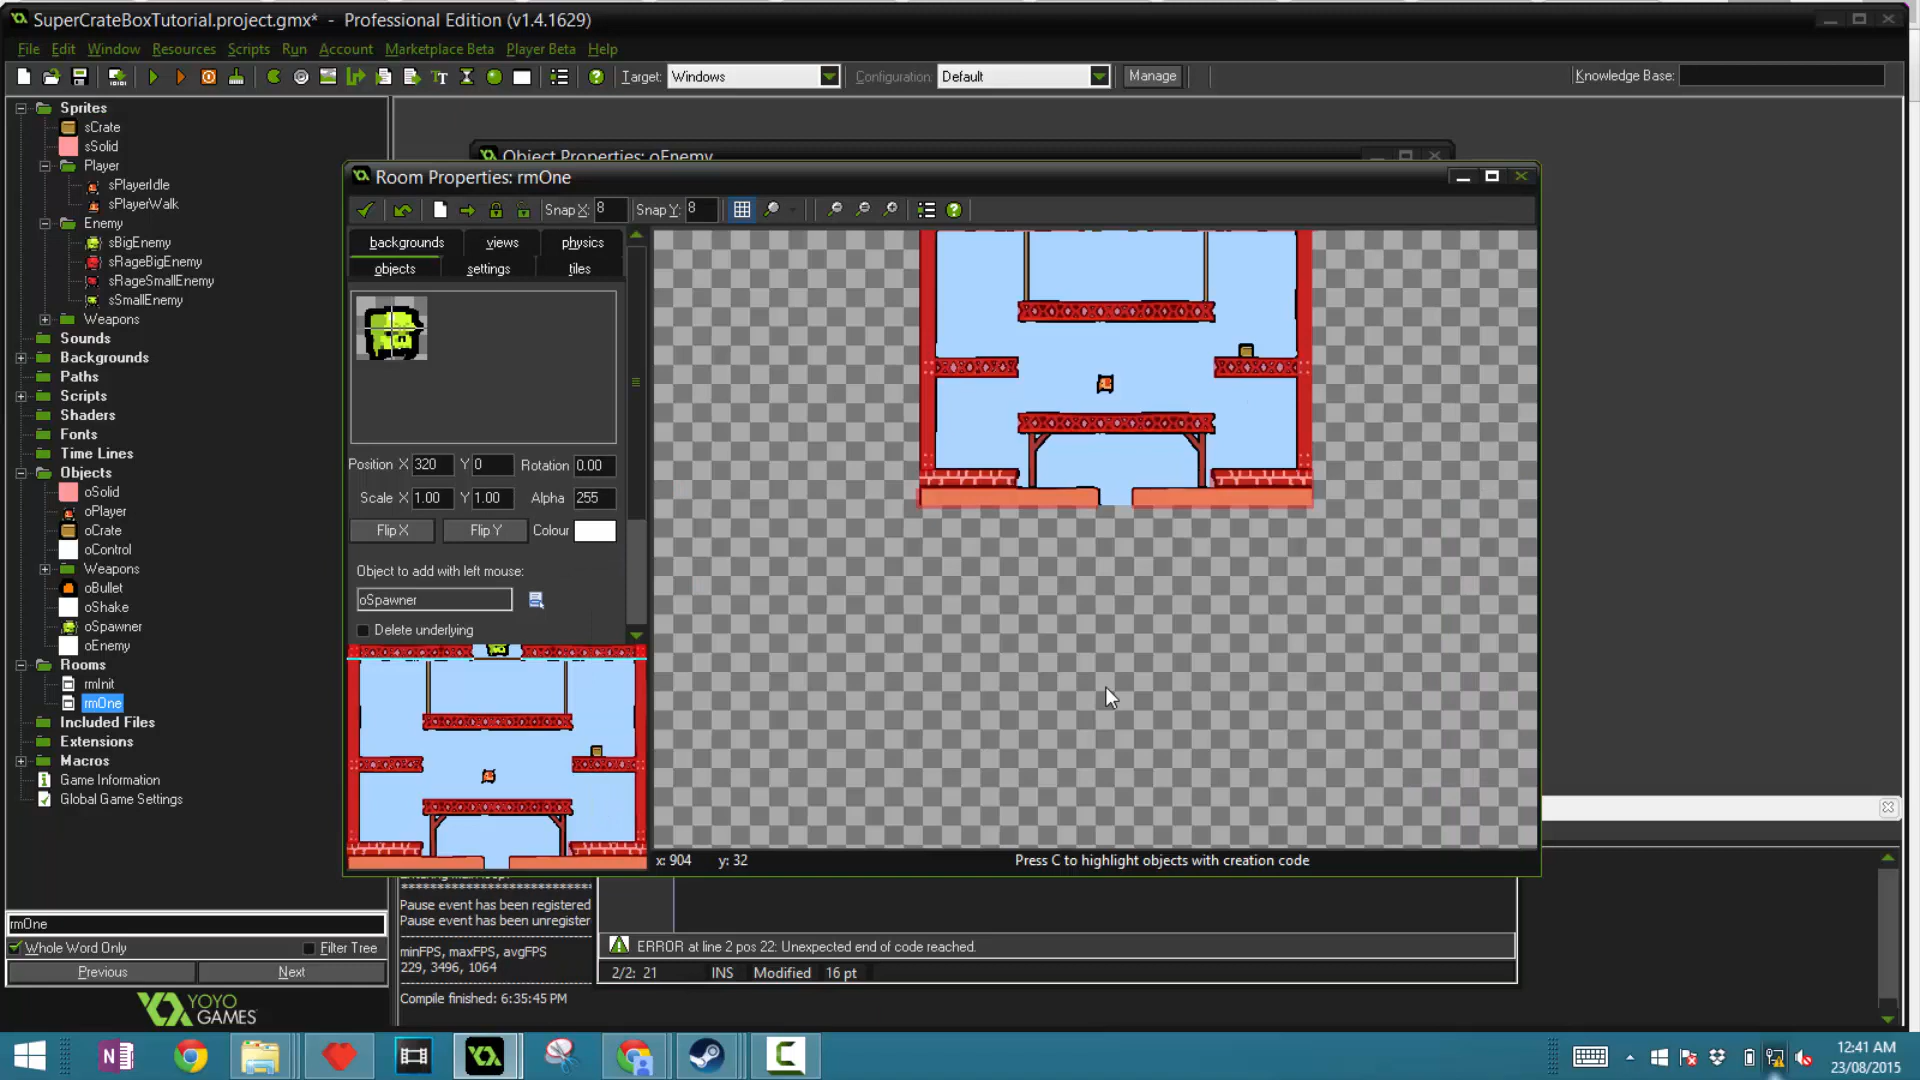 SuperCrateBoxTutorial.project.gmx* - Professional Edition (v1.4.1629)
File Edit Window Resources Scripts Run Account Marketplace Beta Player Beta Help
Target: Windows Configuration: Default Manage Knowledge Base:
Sprites
sCrate
sSolid
Player
sPlayerIdle
sPlayerWalk
Enemy
sBigEnemy
sRageBigEnemy
sRageSmallEnemy
sSmallEnemy
Weapons
Sounds
Backgrounds
Paths
Scripts
Shaders
Fonts
Time Lines
Objects
oSolid
oPlayer
oCrate
oControl
Weapons
oBullet
oShake
oSpawner
oEnemy
Rooms
rmInit
rmOne
Included Files
Extensions
Macros
Game Information
Global Game Settings
rmOne
Whole Word Only Filter Tree
Previous Next
YOYO
GAMES
Object Properties: oEnemy
Room Properties: rmOne
Snap X: 8 Snap Y: 8
backgrounds views physics
objects settings tiles
Position X 320 Y 0 Rotation 0.00
Scale X 1.00 Y 1.00 Alpha 255
Flip X Flip Y Colour
Object to add with left mouse:
oSpawner
Delete underlying
x: 904 y: 32 Press C to highlight objects with creation code
Entering main loop.
Pause event has been registered
Pause event has been unregister
minFPS, maxFPS, avgFPS
229, 3496, 1064
Compile finished: 6:35:45 PM
ERROR at line 2 pos 22: Unexpected end of code reached.
2/2: 21 INS Modified 16 pt
12:41 AM
23/08/2015